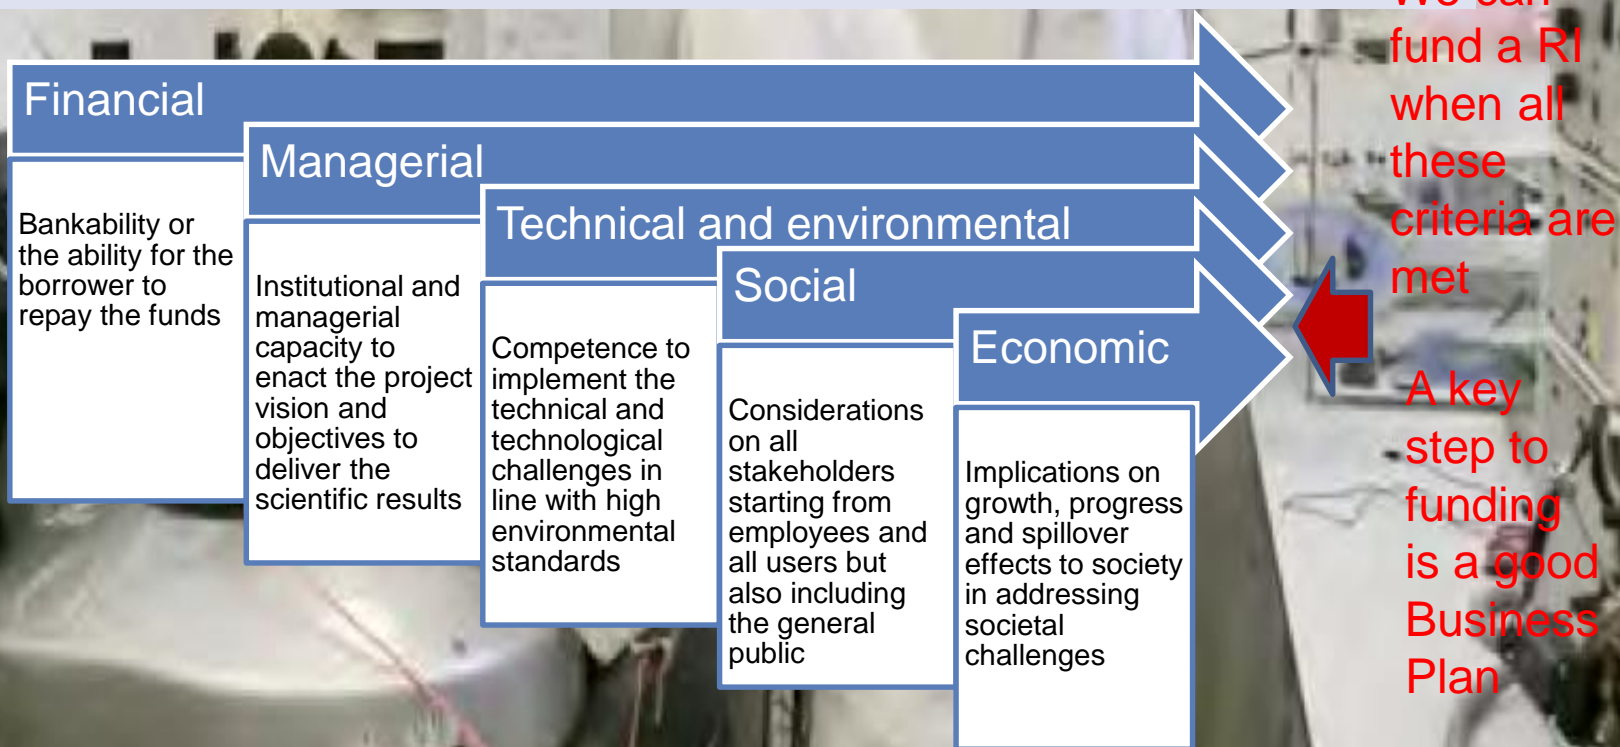 Financial
Bankability or
the ability for the
borrower to
repay the funds
Managerial
Institutional and
managerial
capacity to
enact the project
vision and
objectives to
deliver the
scientific results
Technical and environmental
Competence to
implement the
technical and
technological
challenges in
line with high
environmental
standards
Social
Considerations
on all
stakeholders
starting from
employees and
all users but
also including
the general
public
Economic
Implications on
growth, progress
and spillover
effects to society
in addressing
societal
challenges
We can
fund a RI
when all
these
criteria are
met
A key
step to
funding
is a good
Business
Plan